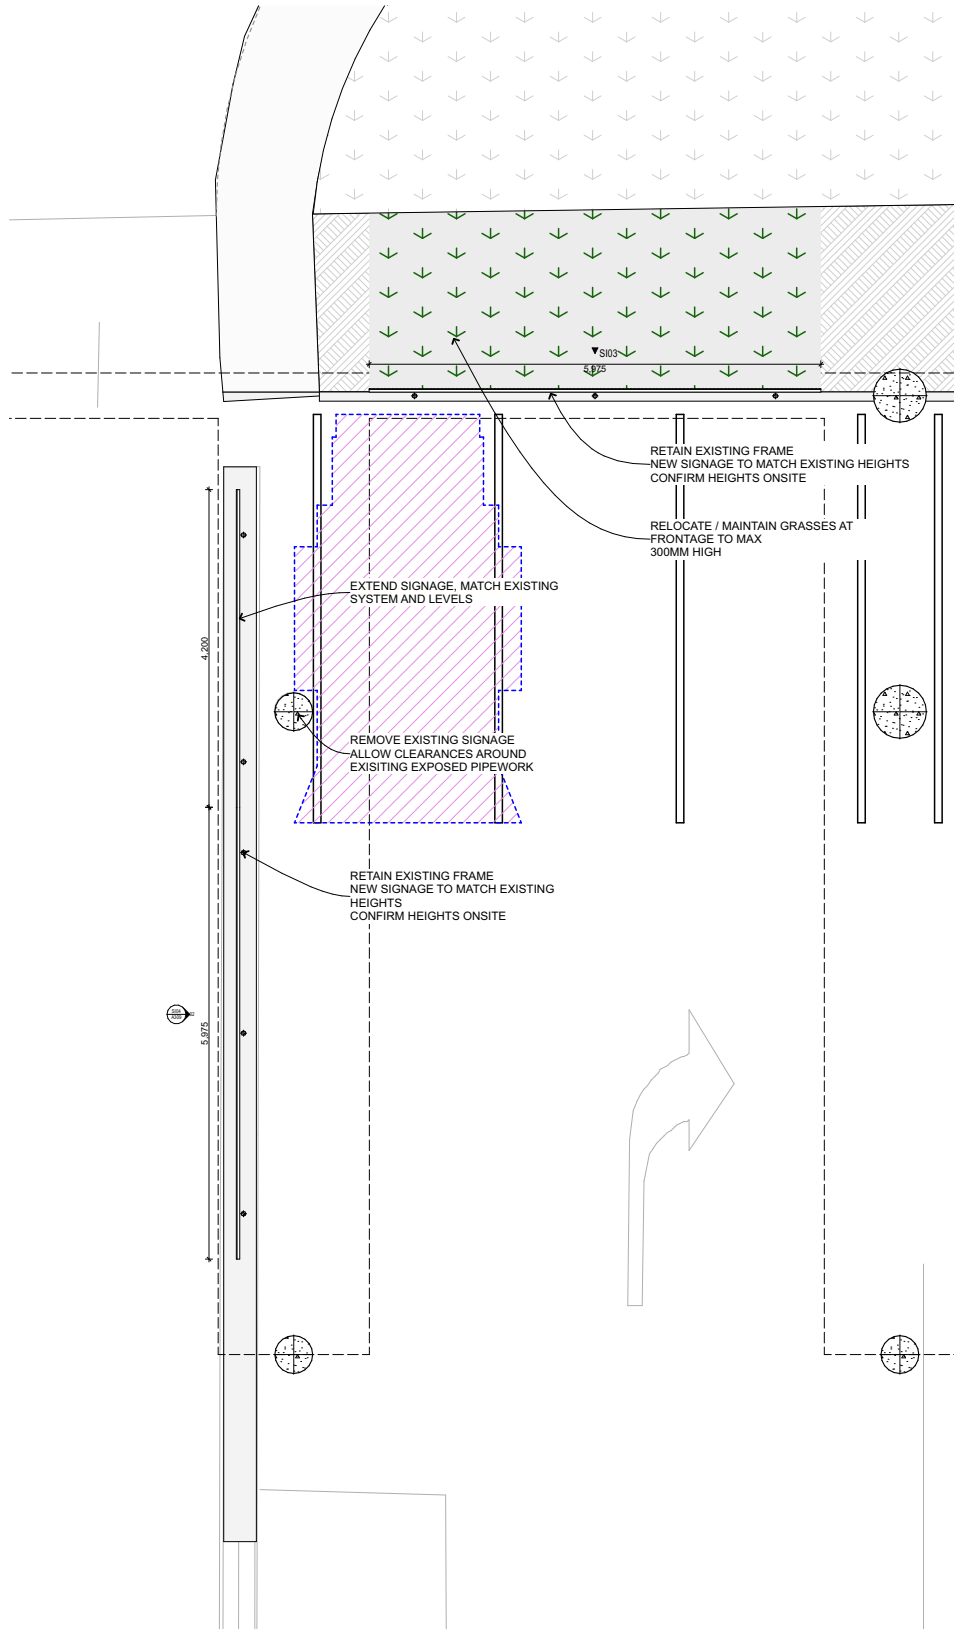 SI03
5.975
RETAIN EXISTING FRAME
NEW SIGNAGE TO MATCH EXISTING HEIGHTS
CONFIRM HEIGHTS ONSITE
RELOCATE / MAINTAIN GRASSES AT
FRONTAGE TO MAX
300MM HIGH
EXTEND SIGNAGE, MATCH EXISTING
SYSTEM AND LEVELS
4.200
REMOVE EXISTING SIGNAGE
ALLOW CLEARANCES AROUND
EXISITING EXPOSED PIPEWORK
RETAIN EXISTING FRAME
NEW SIGNAGE TO MATCH EXISTING
HEIGHTS
CONFIRM HEIGHTS ONSITE
SI04
5.975